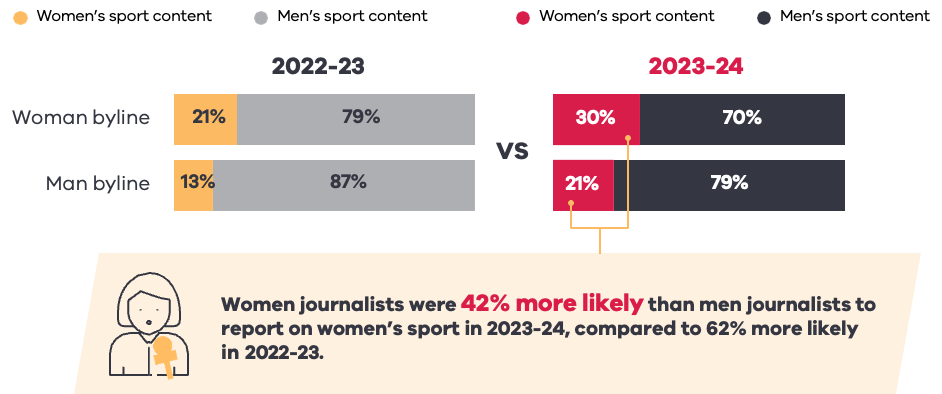 Women's sport content
Men's sport content
Women's sport content
Men's sport content
2022-23
2023-24
Woman byline
21%
79%
30%
70%
VS
Man byline
13%
87%
21%
79%
Women journalists were 42% more likely than men journalists to
report on women's sport in 2023-24, compared to 62% more likely
in 2022-23.